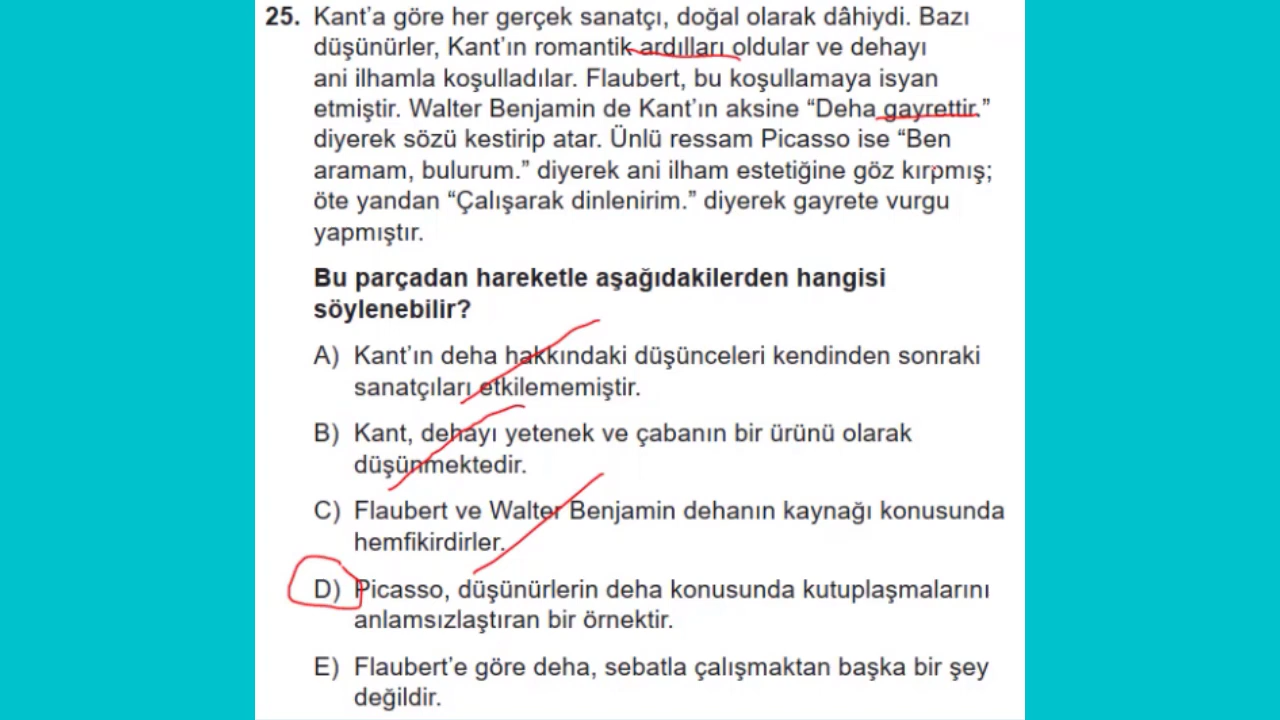 25. Kant’a göre her gerçek sanatçı, doğal olarak dâhiydi. Bazı
düşünürler, Kant’ın romantik ardılları oldular ve dehayı
ani ilhamla koşulladılar. Flaubert, bu koşullamaya isyan
etmiştir. Walter Benjamin de Kant’ın aksine “Deha gayrettir.”
diyerek sözü kestirip atar. Ünlü ressam Picasso ise “Ben
aramam, bulurum.” diyerek ani ilham estetiğine göz kırpmış;
öte yandan “Çalışarak dinlenirim.” diyerek gayrete vurgu
yapmıştır.
Bu parçadan hareketle aşağıdakilerden hangisi
söylenebilir?
A) Kant’ın deha hakkındaki düşünceleri kendinden sonraki
sanatçıları etkilememiştir.
B) Kant, dehayı yetenek ve çabanın bir ürünü olarak
düşünmektedir.
C) Flaubert ve Walter Benjamin dehanın kaynağı konusunda
hemfikirdirler.
D) Picasso, düşünürlerin deha konusunda kutuplaşmalarını
anlamsızlaştıran bir örnektir.
E) Flaubert’e göre deha, sebatla çalışmaktan başka bir şey
değildir.